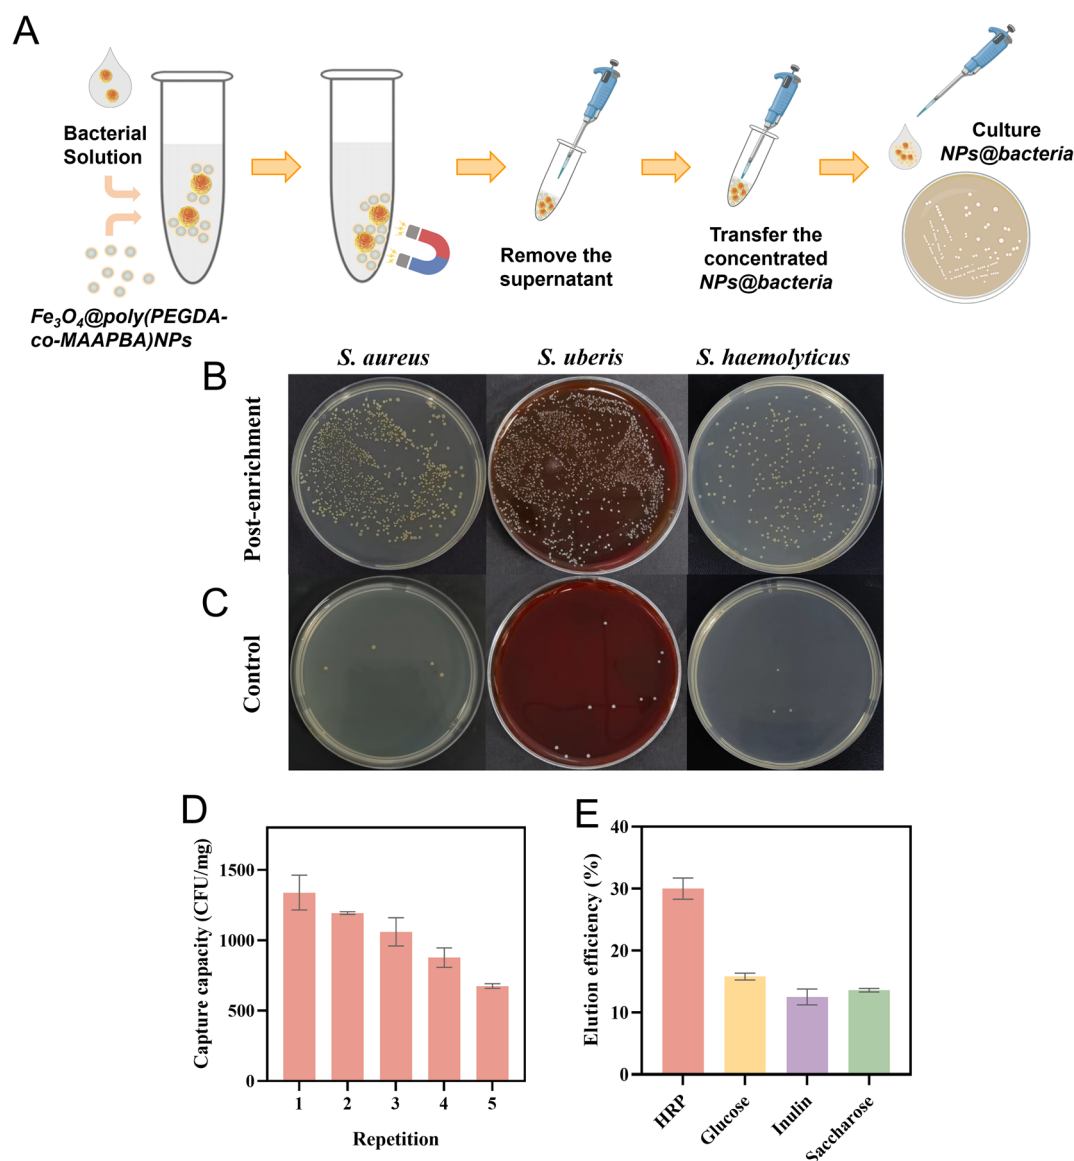 A
Bacterial
Solution
Fe₃O₄@poly(PEGDA-
co-MAAPBA)NPs
Remove the
supernatant
Transfer the
concentrated
NPs@bacteria
Culture
NPs@bacteria
B
S. aureus
S. uberis
S. haemolyticus
Post-enrichment
C
Control
D
Capture capacity (CFU/mg)
1500
1000
500
0
1 2 3 4 5
Repetition
E
Elution efficiency (%)
40
30
20
10
0
HRP
Glucose
Inulin
Saccharose